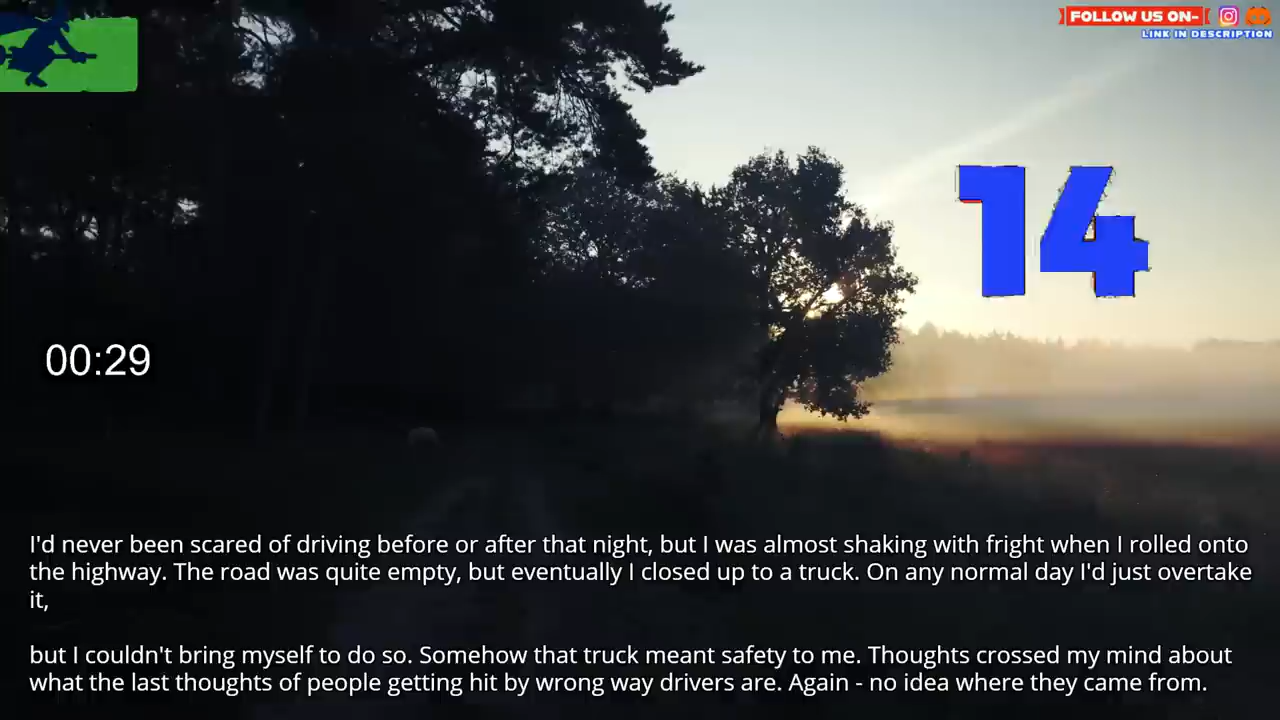 FOLLOW US ON-
LINK IN DESCRIPTION
14
00:29
I'd never been scared of driving before or after that night, but I was almost shaking with fright when I rolled onto
the highway. The road was quite empty, but eventually I closed up to a truck. On any normal day I'd just overtake
it,
but I couldn't bring myself to do so. Somehow that truck meant safety to me. Thoughts crossed my mind about
what the last thoughts of people getting hit by wrong way drivers are. Again - no idea where they came from.